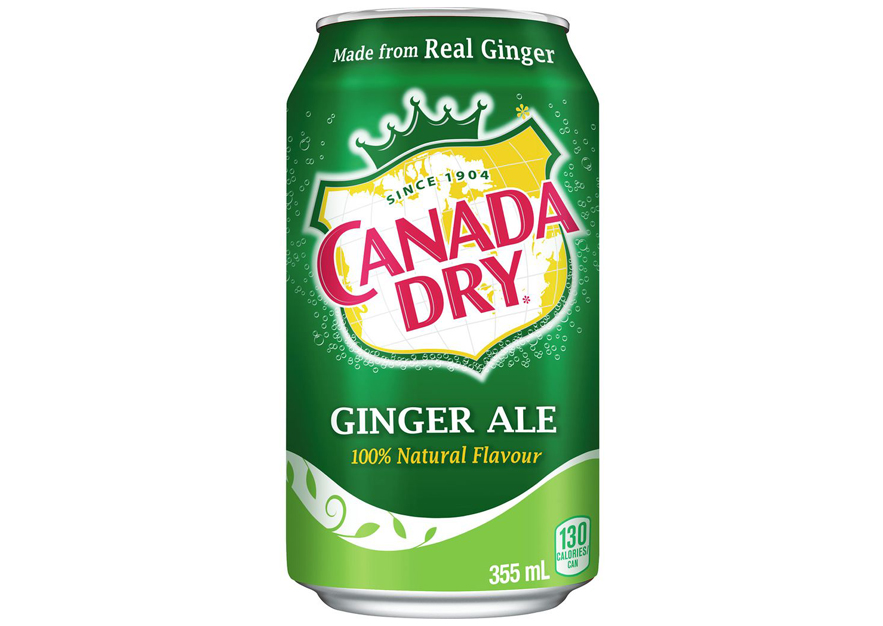 Made from Real Ginger
SINCE 1904
CANADA
DRY*
GINGER ALE
100% Natural Flavour
130
CALORIES/
CAN
355 mL